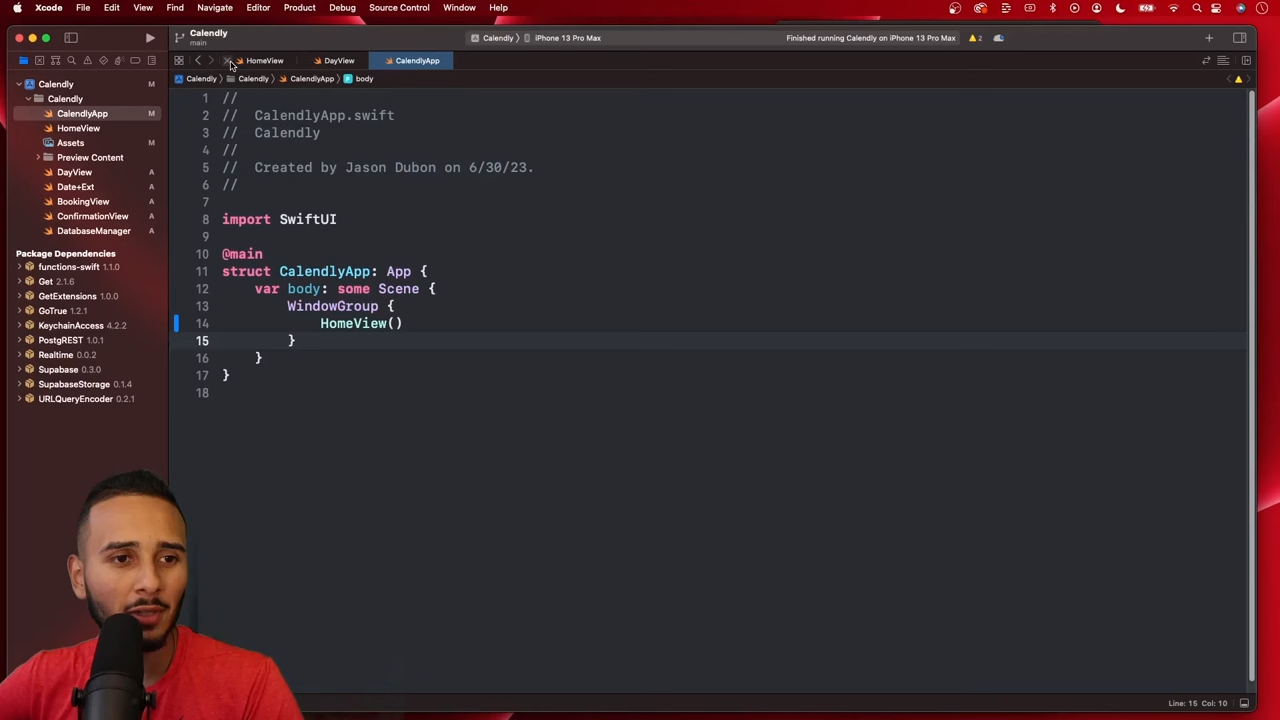 Xcode File Edit View Find Navigate Editor Product Debug Source Control Window Help
Calendly
main
Calendly
iPhone 13 Pro Max
Finished running Calendly on iPhone 13 Pro Max
2
HomeView
DayView
CalendlyApp
Calendly
Calendly
CalendlyApp
body
Calendly M
Calendly
CalendlyApp M
HomeView
Assets M
Preview Content
DayView A
Date+Ext A
BookingView A
ConfirmationView A
DatabaseManager A
Package Dependencies
functions-swift 1.1.0
Get 2.1.6
GetExtensions 1.0.0
GoTrue 1.2.1
KeychainAccess 4.2.2
PostgREST 1.0.1
Realtime 0.0.2
Supabase 0.3.0
SupabaseStorage 0.1.4
URLQueryEncoder 0.2.1
1 //
2 // CalendlyApp.swift
3 // Calendly
4 //
5 // Created by Jason Dubon on 6/30/23.
6 //
7
8 import SwiftUI
9
10 @main
11 struct CalendlyApp: App {
12 var body: some Scene {
13 WindowGroup {
14 HomeView()
15 }
16 }
17 }
18
Line: 15 Col: 10